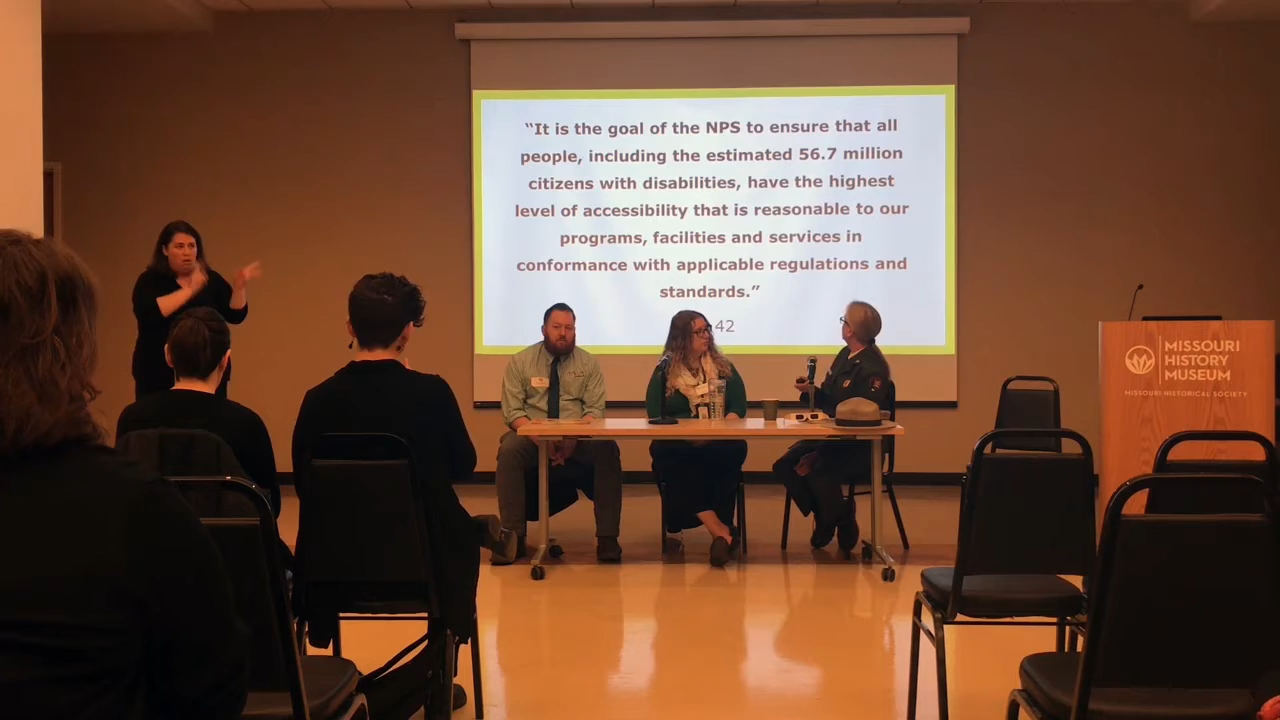 “It is the goal of the NPS to ensure that all
people, including the estimated 56.7 million
citizens with disabilities, have the highest
level of accessibility that is reasonable to our
programs, facilities and services in
conformance with applicable regulations and
standards.”
42
MISSOURI
HISTORY
MUSEUM
MISSOURI HISTORICAL SOCIETY